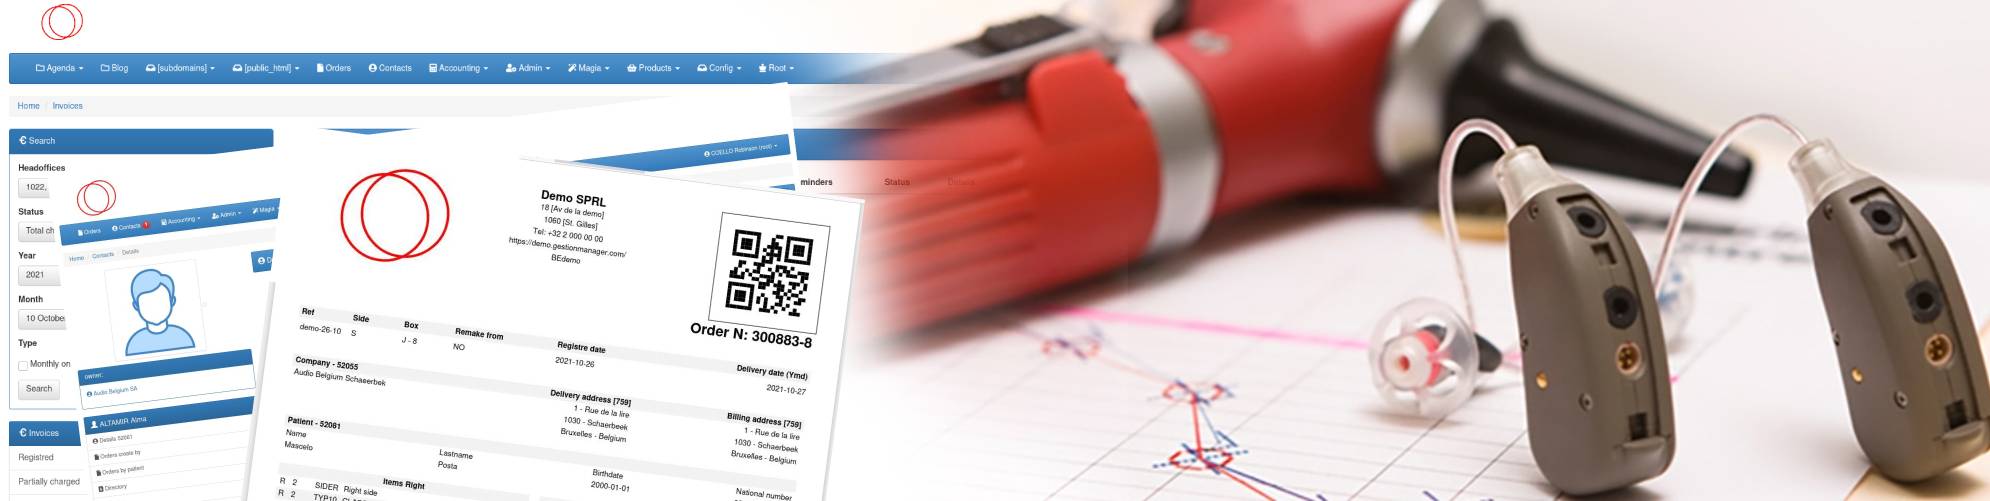 Agenda
Blog
[subdomains]
[public_html]
Orders
Contacts
Accounting
Admin
Magia
Products
Config
Root
Home / Invoices
€ Search
Headoffices
1022,
Status
Total ch
Year
2021
Month
10 Octobe
Type
Monthly on
Search
€ Invoices
Registred
Partially charged
Orders
Contacts
Accounting
Admin
Magia
Home / Contacts / Details
owner:
Audio Belgium SA
ALTAMIR Alma
Details 52081
Orders create by
Orders by patient
Directory
COELLO Robinson (root)
minders
Status
Details
Demo SPRL
18 [Av de la demo]
1060 [St. Gilles]
Tel: +32 2 000 00 00
https://demo.gestionmanager.com/
BEdemo
Order N: 300883-8
Ref Side Box Remake from Registre date Delivery date (Ymd)
demo-26-10 S J - 8 NO 2021-10-26 2021-10-27
Company - 52055
Audio Belgium Schaeerbek
Delivery address [759]
1 - Rue de la lire
1030 - Schaerbeek
Bruxelles - Belgium
Billing address [759]
1 - Rue de la lire
1030 - Schaerbeek
Bruxelles - Belgium
Patient - 52081
Name Lastname Birthdate National number
Mascelo Posta 2000-01-01
Items Right
R 2 SIDER Right side
R 2 TYP10